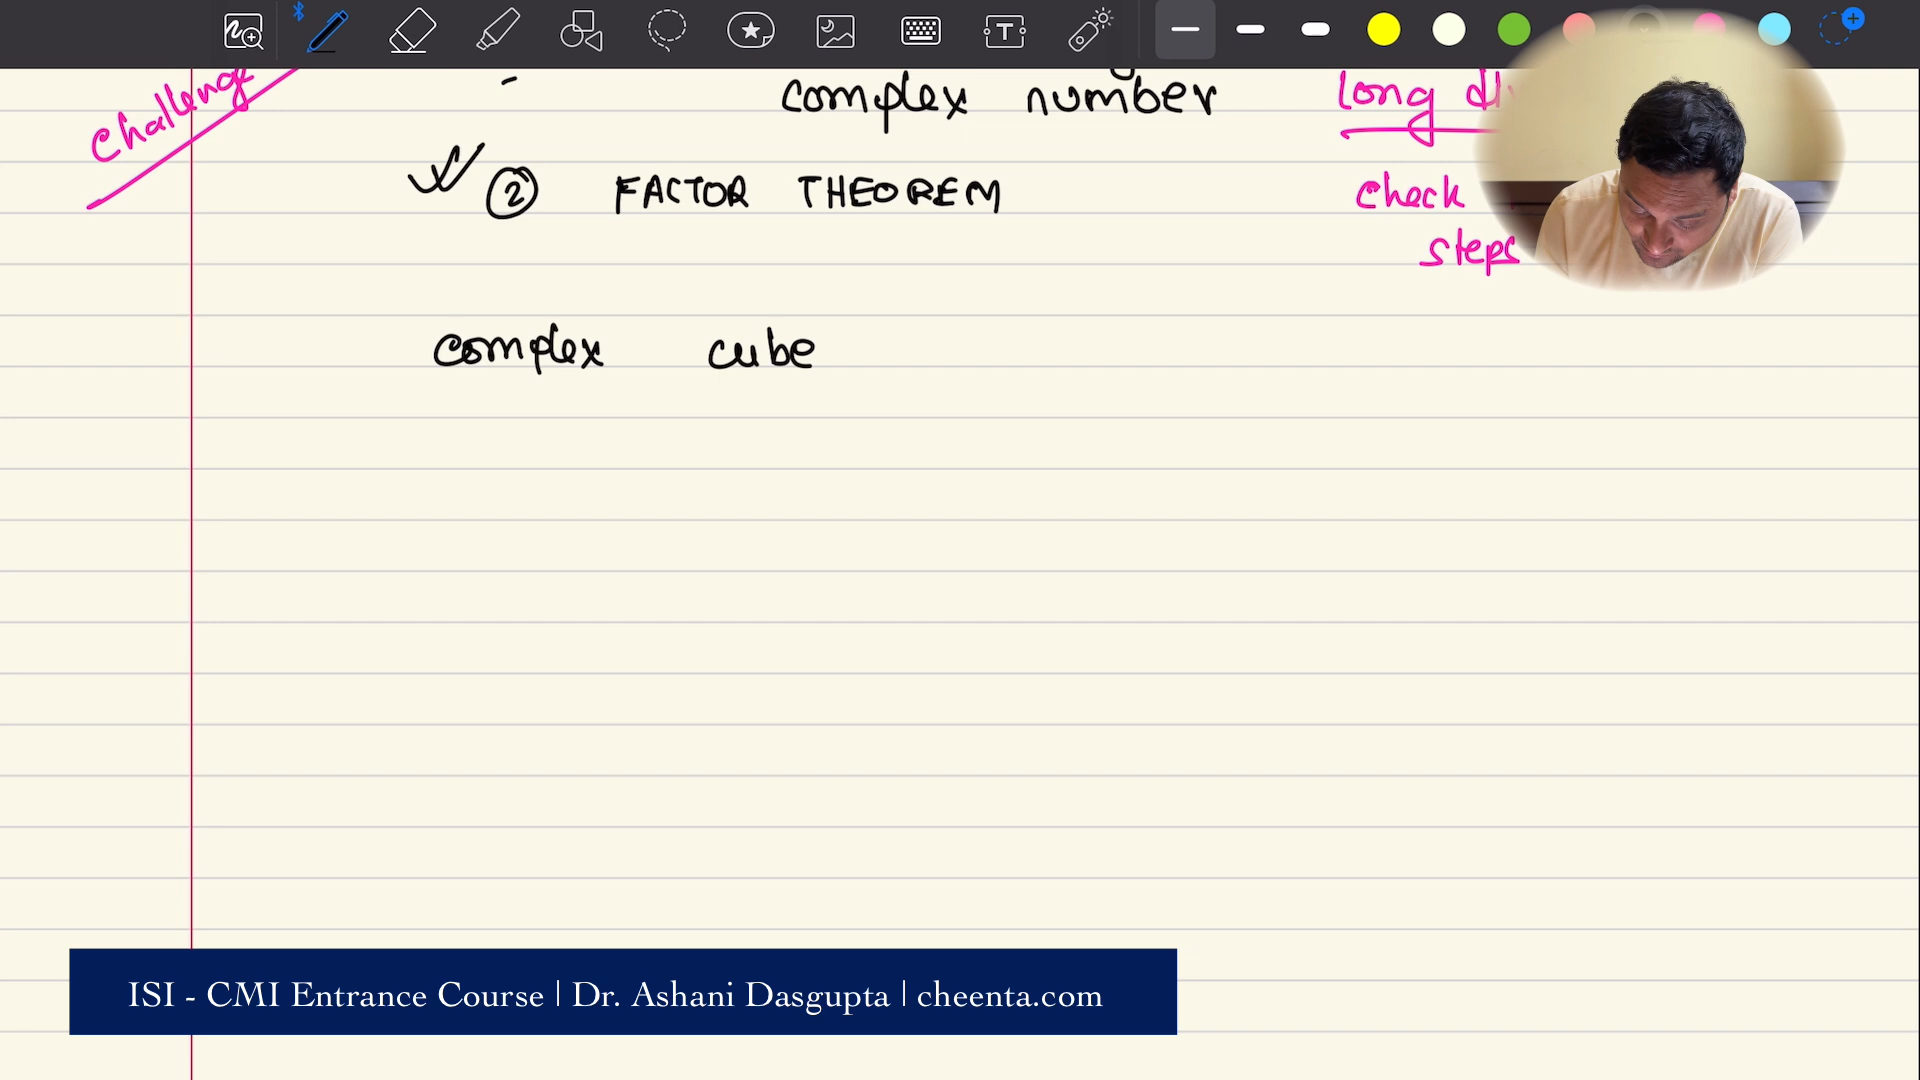 challenge
complex number
long di
② FACTOR THEOREM
check
steps
complex cube
ISI - CMI Entrance Course | Dr. Ashani Dasgupta | cheenta.com